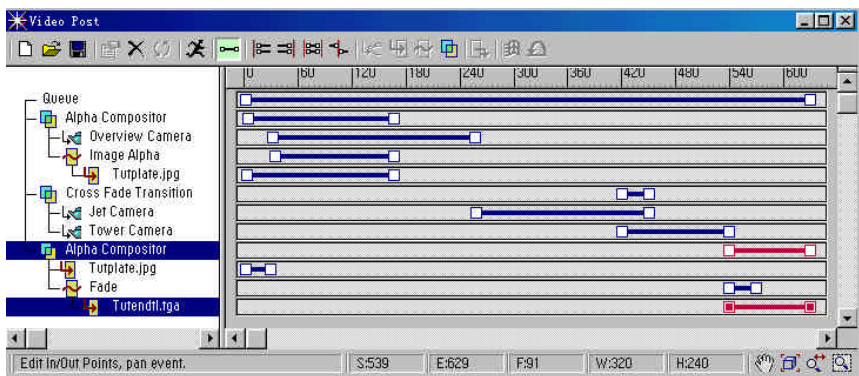 Video Post
0 60 120 180 240 300 360 420 480 540 600
Queue
Alpha Compositor
Overview Camera
Image Alpha
Tutplate.jpg
Cross Fade Transition
Jet Camera
Tower Camera
Alpha Compositor
Tutplate.jpg
Fade
Tutendtl.tga
Edit In/Out Points, pan event. S:539 E:629 F:91 W:320 H:240